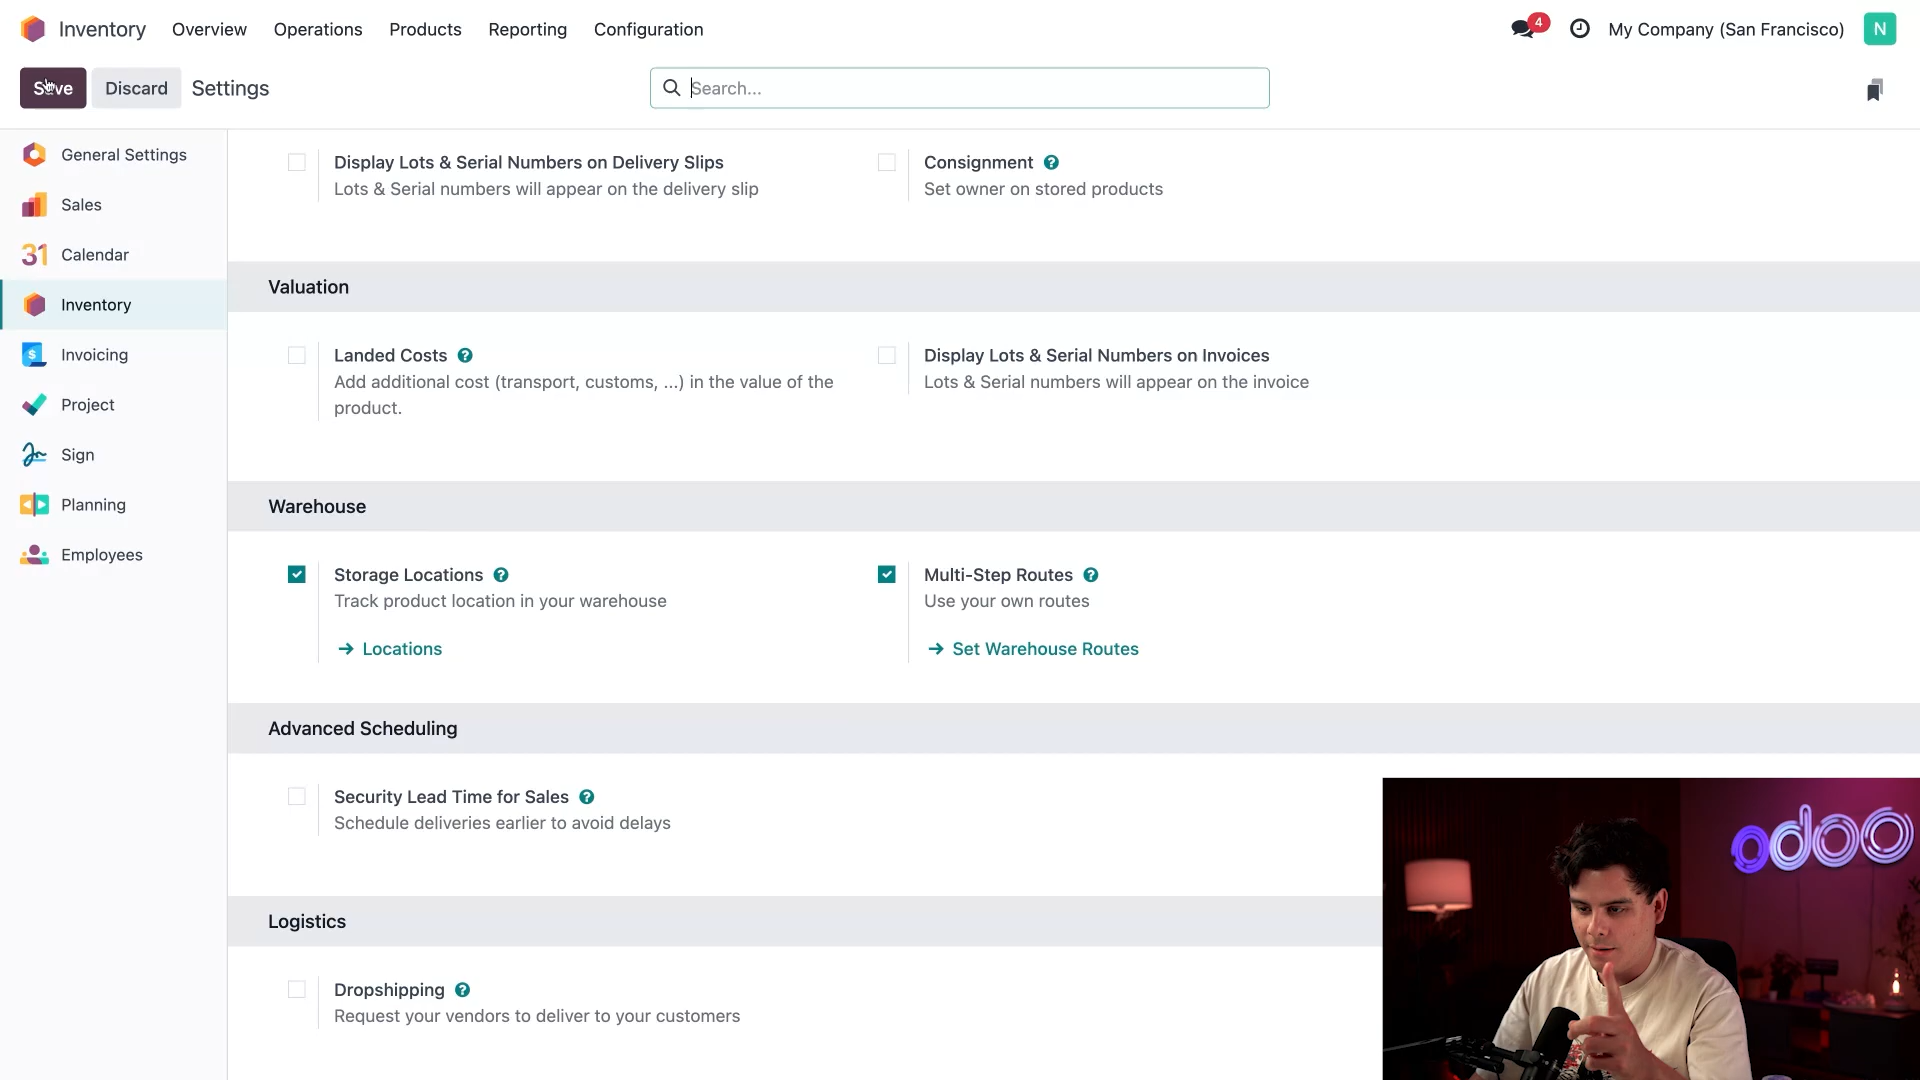 Inventory Overview Operations Products Reporting Configuration 4 My Company (San Francisco) N
Save Discard Settings Search...
General Settings
Sales
31 Calendar
Inventory
$ Invoicing
Project
Sign
Planning
Employees
Display Lots & Serial Numbers on Delivery Slips
Lots & Serial numbers will appear on the delivery slip
Consignment ?
Set owner on stored products
Valuation
Landed Costs ?
Add additional cost (transport, customs, ...) in the value of the
product.
Display Lots & Serial Numbers on Invoices
Lots & Serial numbers will appear on the invoice
Warehouse
Storage Locations ?
Track product location in your warehouse
→ Locations
Multi-Step Routes ?
Use your own routes
→ Set Warehouse Routes
Advanced Scheduling
Security Lead Time for Sales ?
Schedule deliveries earlier to avoid delays
Logistics
Dropshipping ?
Request your vendors to deliver to your customers
odoo